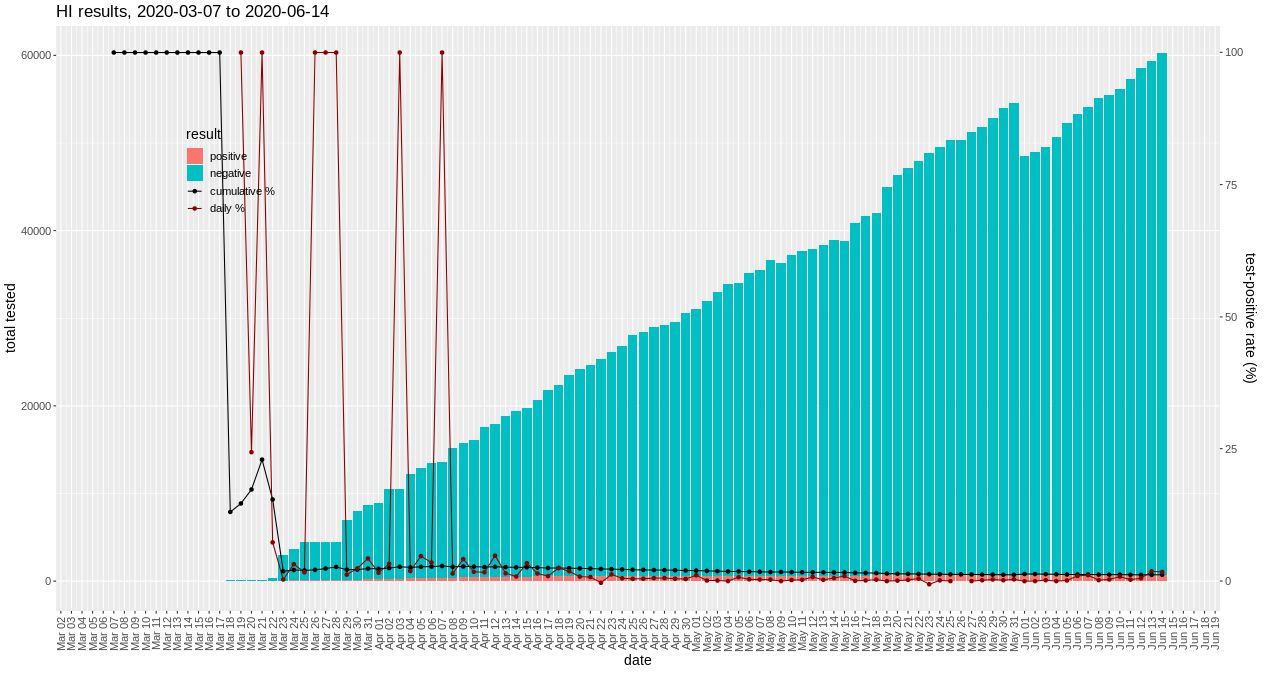 HI results, 2020-03-07 to 2020-06-14
60000
40000
20000
0
total tested
result
positive
negative
cumulative %
daily %
100
75
50
25
0
test-positive rate (%)
Mar 02
Mar 03
Mar 04
Mar 05
Mar 06
Mar 07
Mar 08
Mar 09
Mar 10
Mar 11
Mar 12
Mar 13
Mar 14
Mar 15
Mar 16
Mar 17
Mar 18
Mar 19
Mar 20
Mar 21
Mar 22
Mar 23
Mar 24
Mar 25
Mar 26
Mar 27
Mar 28
Mar 29
Mar 30
Mar 31
Apr 01
Apr 02
Apr 03
Apr 04
Apr 05
Apr 06
Apr 07
Apr 08
Apr 09
Apr 10
Apr 11
Apr 12
Apr 13
Apr 14
Apr 15
Apr 16
Apr 17
Apr 18
Apr 19
Apr 20
Apr 21
Apr 22
Apr 23
Apr 24
Apr 25
Apr 26
Apr 27
Apr 28
Apr 29
Apr 30
May 01
May 02
May 03
May 04
May 05
May 06
May 07
May 08
May 09
May 10
May 11
May 12
May 13
May 14
May 15
May 16
May 17
May 18
May 19
May 20
May 21
May 22
May 23
May 24
May 25
May 26
May 27
May 28
May 29
May 30
May 31
Jun 01
Jun 02
Jun 03
Jun 04
Jun 05
Jun 06
Jun 07
Jun 08
Jun 09
Jun 10
Jun 11
Jun 12
Jun 13
Jun 14
Jun 15
Jun 16
Jun 17
Jun 18
Jun 19
date